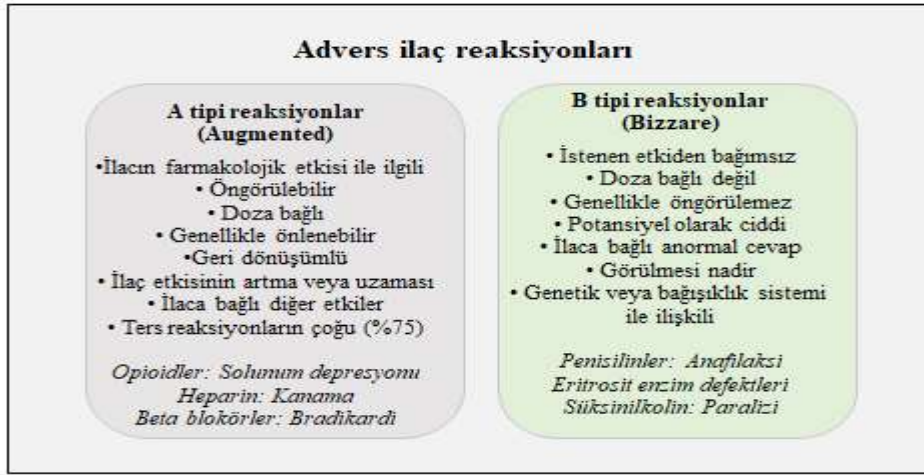 Advers ilaç reaksiyonları
A tipi reaksiyonlar
(Augmented)
•İlacın farmakolojik etkisi ile ilgili
• Öngörülebilir
• Doza bağlı
• Genellikle önlenebilir
•Geri dönüşümlü
• İlaç etkisinin artma veya uzaması
• İlaca bağlı diğer etkiler
• Ters reaksiyonların çoğu (%75)
Opioidler: Solunum depresyonu
Heparin: Kanama
Beta blokörler: Bradikardi
B tipi reaksiyonlar
(Bizzare)
• İstenen etkiden bağımsız
• Doza bağlı değil
• Genellikle öngörülemez
• Potansiyel olarak ciddi
• İlaca bağlı anormal cevap
• Görülmesi nadir
• Genetik veya bağışıklık sistemi
ile ilişkili
Penisilinler: Anafilaksi
Eritrosit enzim defektleri
Süksinilkolin: Paralizi